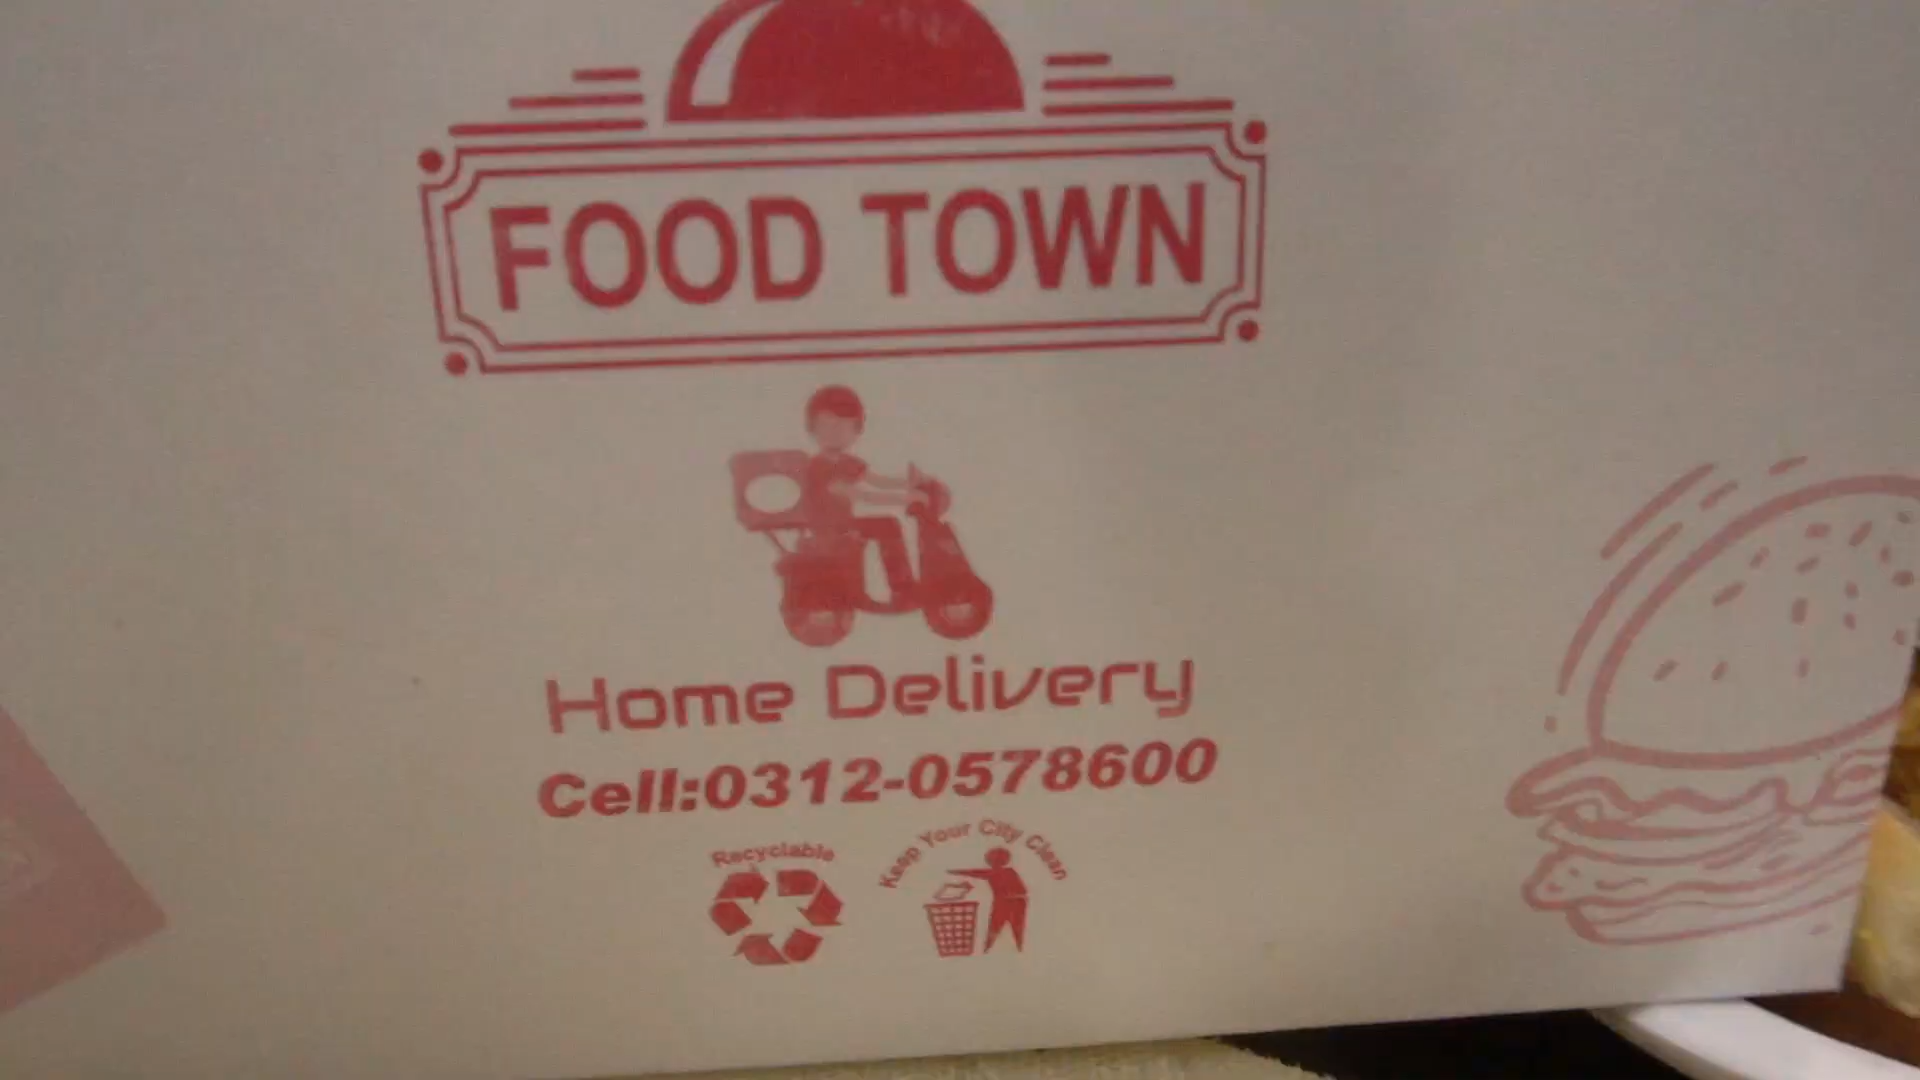 FOOD TOWN
Home Delivery
Cell:0312-0578600
Recyclable
Keep Your City Clean